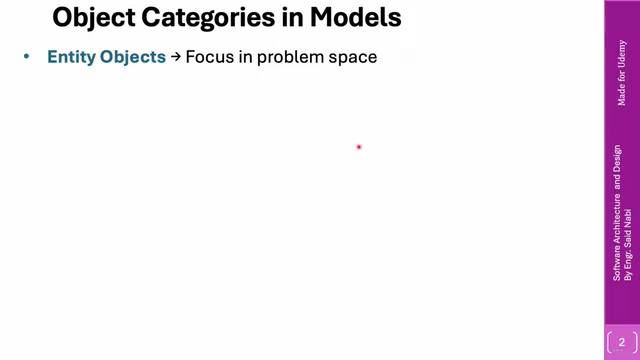 Object Categories in Models
• Entity Objects → Focus in problem space
Made for Udemy
Software Architecture and Design
By Engr. Said Nabi
2